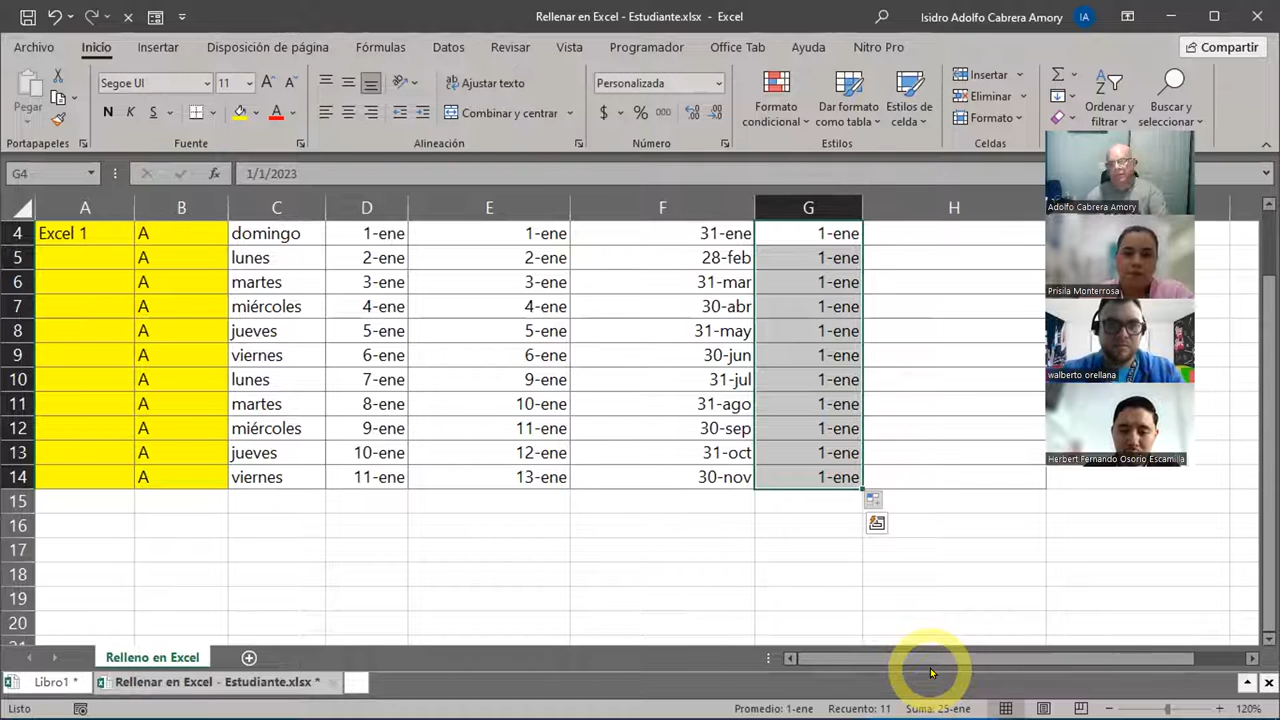 Rellenar en Excel - Estudiante.xlsx - Excel
Isidro Adolfo Cabrera Amory
IA
Archivo Inicio Insertar Disposición de página Fórmulas Datos Revisar Vista Programador Office Tab Ayuda Nitro Pro
Compartir
Pegar
Segoe UI 11
N K S
Ajustar texto
Combinar y centrar
Personalizada
$ % 000
Formato condicional
Dar formato como tabla
Estilos de celda
Insertar
Eliminar
Formato
Ordenar y filtrar
Buscar y seleccionar
Portapapeles Fuente Alineación Número Estilos Celdas
G4 fx 1/1/2023
A B C D E F G H
4 Excel 1 A domingo 1-ene 1-ene 31-ene 1-ene
5 A lunes 2-ene 2-ene 28-feb 1-ene
6 A martes 3-ene 3-ene 31-mar 1-ene
7 A miércoles 4-ene 4-ene 30-abr 1-ene
8 A jueves 5-ene 5-ene 31-may 1-ene
9 A viernes 6-ene 6-ene 30-jun 1-ene
10 A lunes 7-ene 9-ene 31-jul 1-ene
11 A martes 8-ene 10-ene 31-ago 1-ene
12 A miércoles 9-ene 11-ene 30-sep 1-ene
13 A jueves 10-ene 12-ene 31-oct 1-ene
14 A viernes 11-ene 13-ene 30-nov 1-ene
15
16
17
18
19
20
Adolfo Cabrera Amory
Prisila Monterrosa
walberto orellana
Herbert Fernando Osorio Escamilla
Relleno en Excel
Libro1 * Rellenar en Excel - Estudiante.xlsx *
Listo Promedio: 1-ene Recuento: 11 Suma: 25-ene 120%